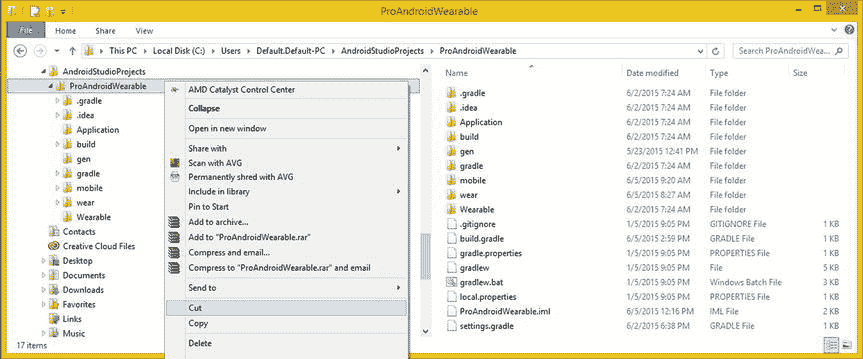 ProAndroidWearable
File Home Share View
This PC Local Disk (C:) Users Default.Default-PC AndroidStudioProjects ProAndroidWearable Search ProAndroidWea...
AndroidStudioProjects
ProAndroidWearable
.gradle
.idea
Application
build
gen
gradle
mobile
wear
Wearable
Contacts
Creative Cloud Files
Desktop
Documents
Downloads
Favorites
Links
Music
17 items
AMD Catalyst Control Center
Collapse
Open in new window
Share with
Scan with AVG
Permanently shred with AVG
Include in library
Pin to Start
Add to archive...
Add to "ProAndroidWearable.rar"
Compress and email...
Compress to "ProAndroidWearable.rar" and email
Send to
Cut
Copy
Delete
Name Date modified Type Size
.gradle 6/2/2015 7:24 AM File folder
.idea 6/2/2015 7:24 AM File folder
Application 6/2/2015 7:24 AM File folder
build 6/2/2015 7:24 AM File folder
gen 5/23/2015 12:41 PM File folder
gradle 6/2/2015 7:24 AM File folder
mobile 6/5/2015 9:20 AM File folder
wear 6/5/2015 8:27 AM File folder
Wearable 6/2/2015 7:24 AM File folder
.gitignore 1/5/2015 9:05 PM GITIGNORE File 1 KB
build.gradle 6/5/2015 2:59 PM GRADLE File 1 KB
gradle.properties 1/5/2015 9:05 PM PROPERTIES File 1 KB
gradlew 1/5/2015 9:05 PM File 5 KB
gradlew.bat 1/5/2015 9:05 PM Windows Batch File 3 KB
local.properties 1/5/2015 9:05 PM PROPERTIES File 1 KB
ProAndroidWearable.iml 6/5/2015 12:16 PM IML File 2 KB
settings.gradle 6/2/2015 6:38 PM GRADLE File 1 KB